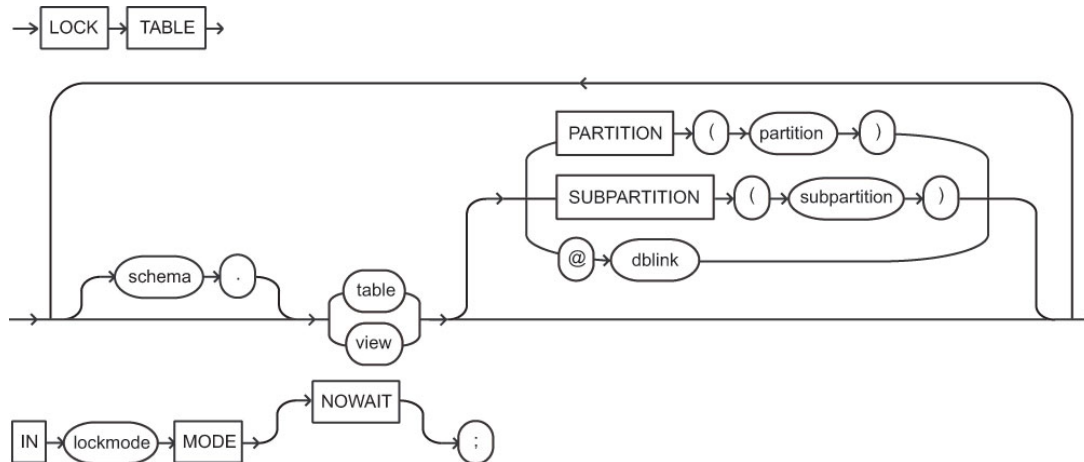 LOCK TABLE
PARTITION ( partition )
SUBPARTITION ( subpartition )
@ dblink
schema .
table
view
NOWAIT
IN lockmode MODE ;